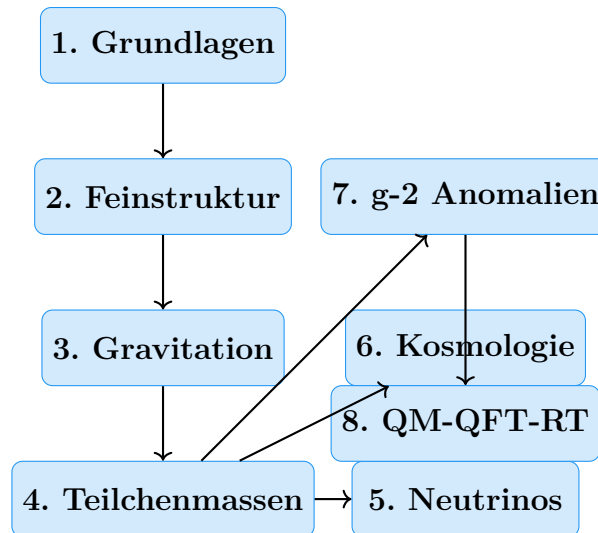 1. Grundlagen
2. Feinstruktur
7. g-2 Anomalien
3. Gravitation
6. Kosmologie
8. QM-QFT-RT
4. Teilchenmassen
5. Neutrinos